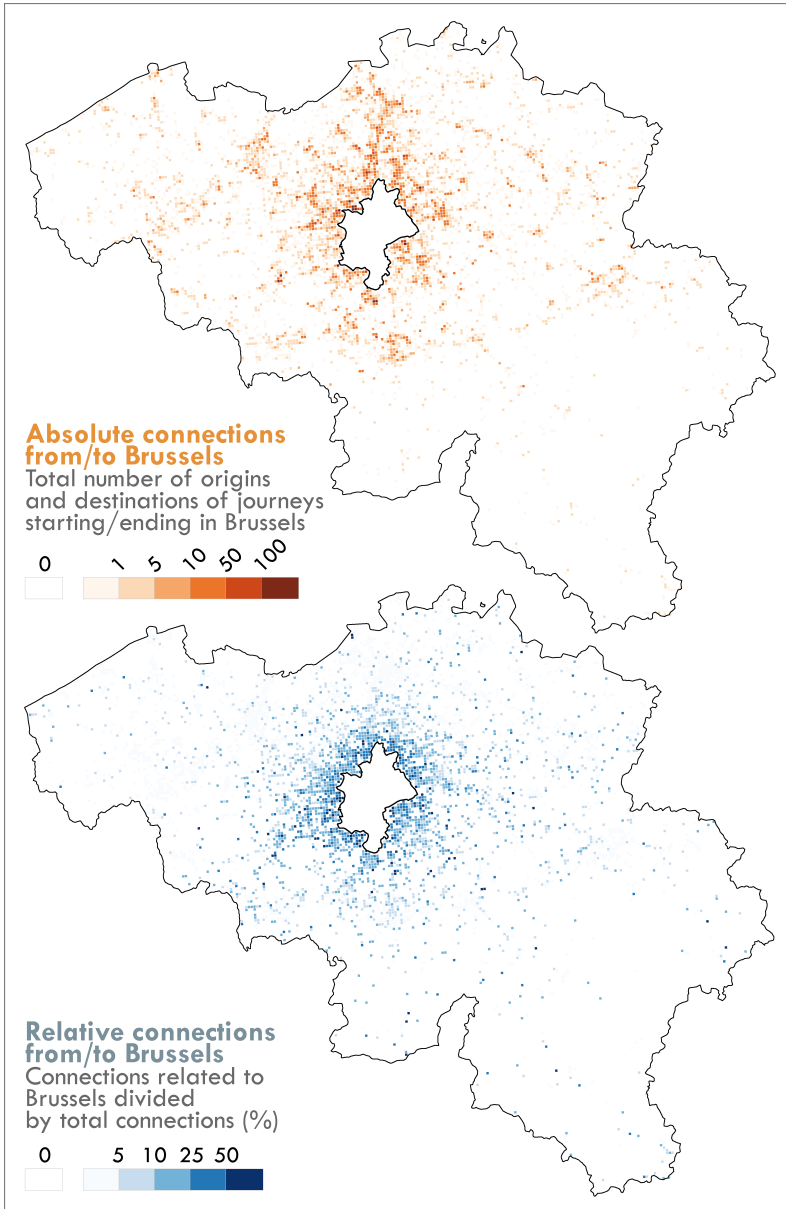 Absolute connections
from/to Brussels
Total number of origins
and destinations of journeys
starting/ending in Brussels
0 1 5 10 50 100
Relative connections
from/to Brussels
Connections related to
Brussels divided
by total connections (%)
0 5 10 25 50